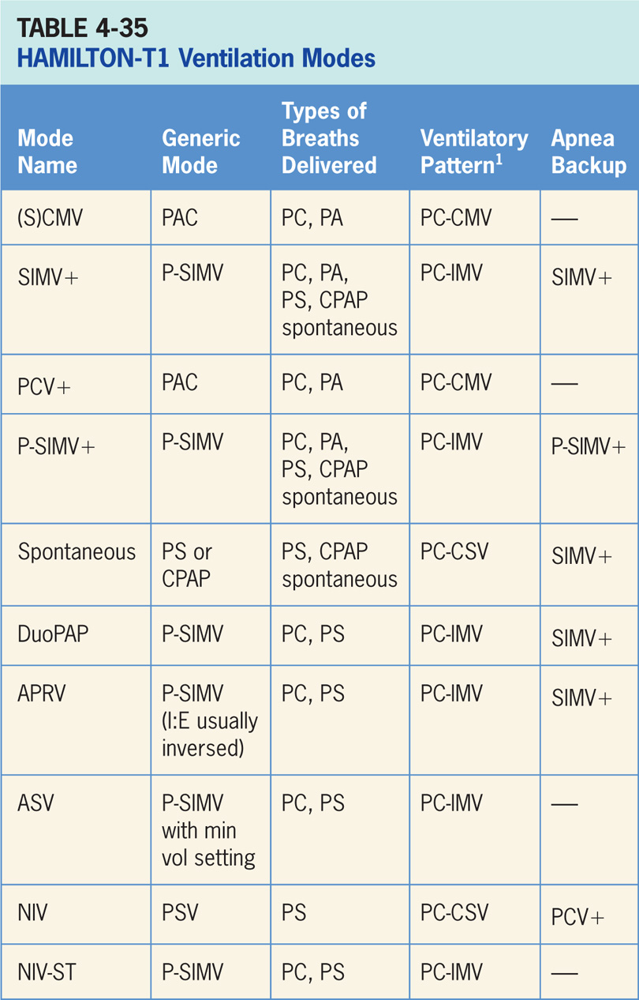 TABLE 4-35
HAMILTON-T1 Ventilation Modes
Mode Name | Generic Mode | Types of Breaths Delivered | Ventilatory Pattern¹ | Apnea Backup
(S)CMV | PAC | PC, PA | PC-CMV | —
SIMV+ | P-SIMV | PC, PA, PS, CPAP spontaneous | PC-IMV | SIMV+
PCV+ | PAC | PC, PA | PC-CMV | —
P-SIMV+ | P-SIMV | PC, PA, PS, CPAP spontaneous | PC-IMV | P-SIMV+
Spontaneous | PS or CPAP | PS, CPAP spontaneous | PC-CSV | SIMV+
DuoPAP | P-SIMV | PC, PS | PC-IMV | SIMV+
APRV | P-SIMV (I:E usually inversed) | PC, PS | PC-IMV | SIMV+
ASV | P-SIMV with min vol setting | PC, PS | PC-IMV | —
NIV | PSV | PS | PC-CSV | PCV+
NIV-ST | P-SIMV | PC, PS | PC-IMV | —